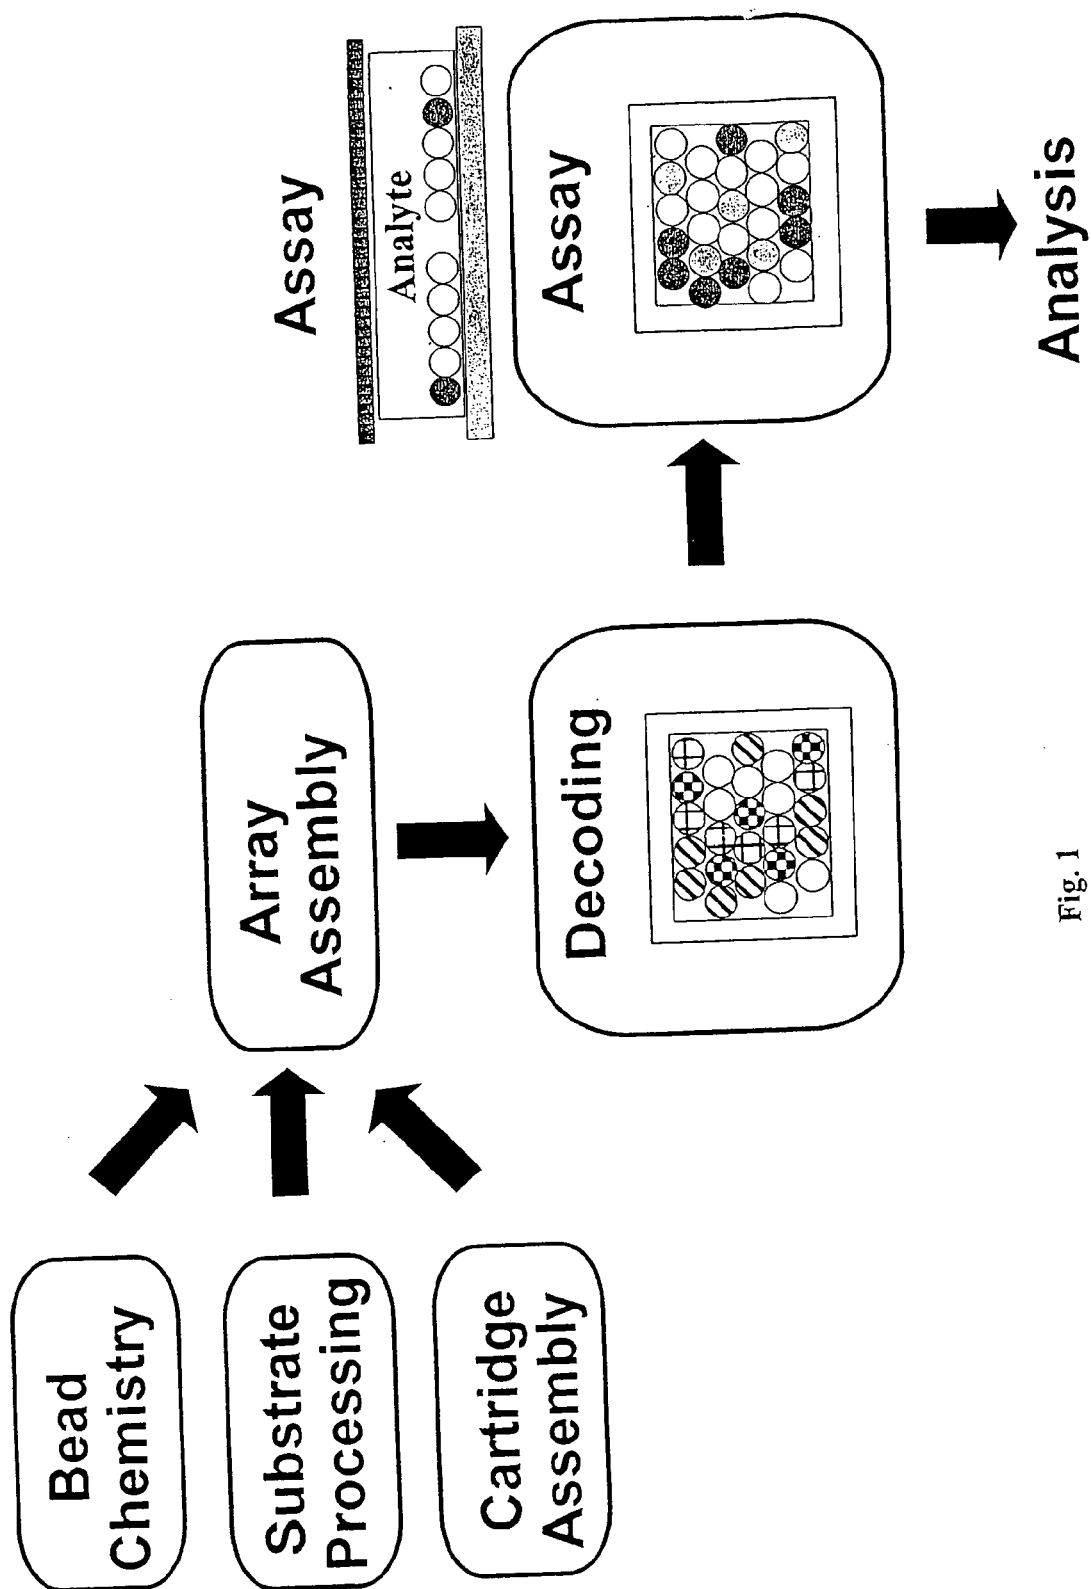 Bead
Chemistry
Substrate
Processing
Cartridge
Assembly
Array
Assembly
Decoding
Assay
Analyte
Assay
Analysis
Fig. 1